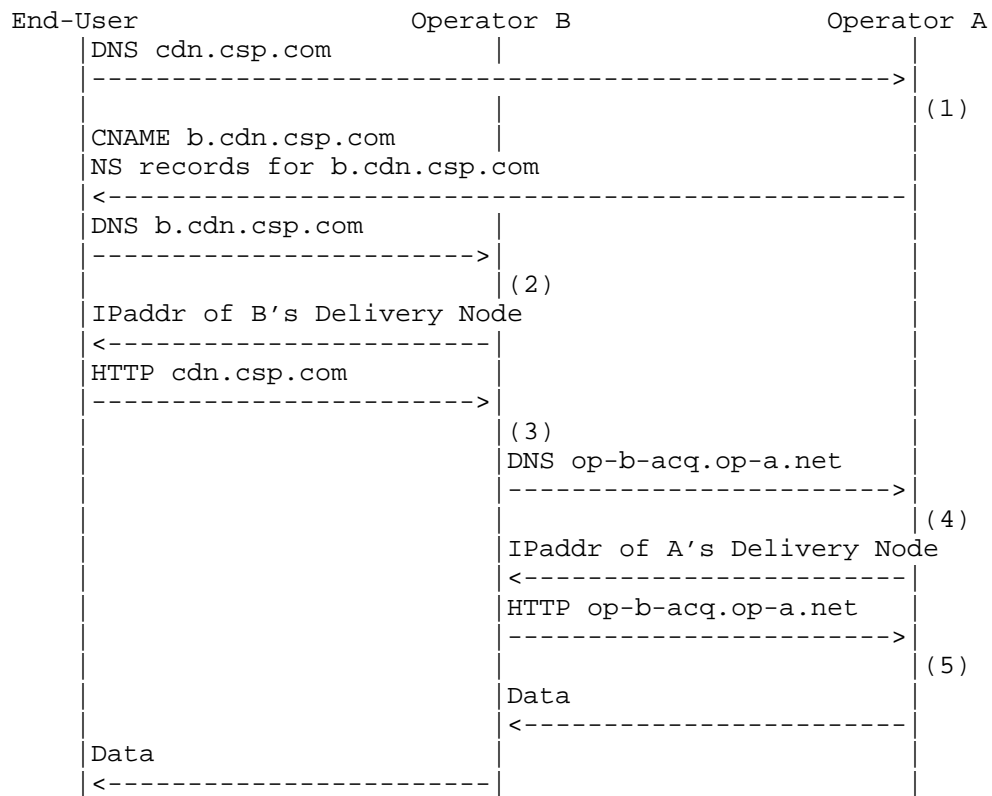 End-User Operator B Operator A
|DNS cdn.csp.com | |
|-------------------------------------------------->|
| | |(1)
|CNAME b.cdn.csp.com | |
|NS records for b.cdn.csp.com |
|<--------------------------------------------------|
|DNS b.cdn.csp.com | |
|------------------------>| |
| |(2) |
|IPaddr of B's Delivery Node |
|<------------------------| |
|HTTP cdn.csp.com | |
|------------------------>| |
| |(3) |
| |DNS op-b-acq.op-a.net |
| |------------------------>|
| | |(4)
| |IPaddr of A's Delivery Node
| |<------------------------|
| |HTTP op-b-acq.op-a.net |
| |------------------------>|
| | |(5)
| |Data |
| |<------------------------|
|Data | |
|<------------------------| |